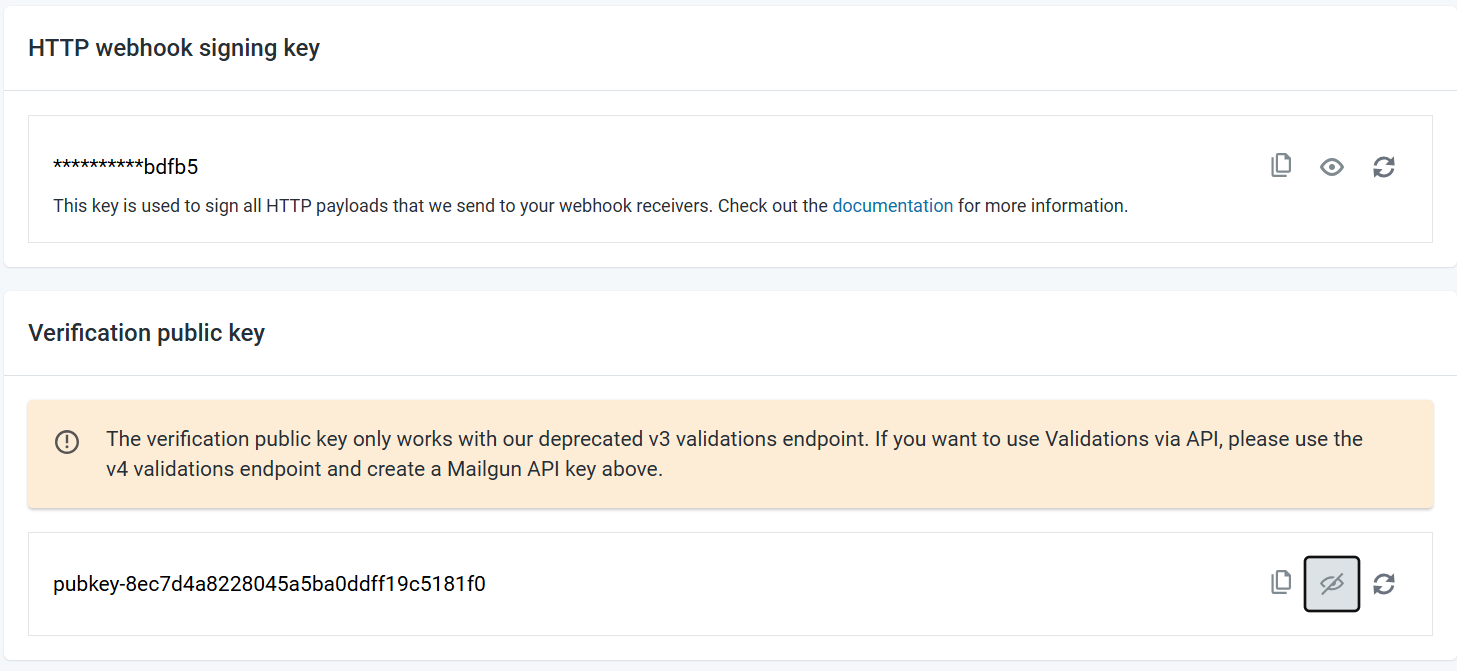 HTTP webhook signing key
**********bdfb5
This key is used to sign all HTTP payloads that we send to your webhook receivers. Check out the documentation for more information.
Verification public key
The verification public key only works with our deprecated v3 validations endpoint. If you want to use Validations via API, please use the
v4 validations endpoint and create a Mailgun API key above.
pubkey-8ec7d4a8228045a5ba0ddff19c5181f0